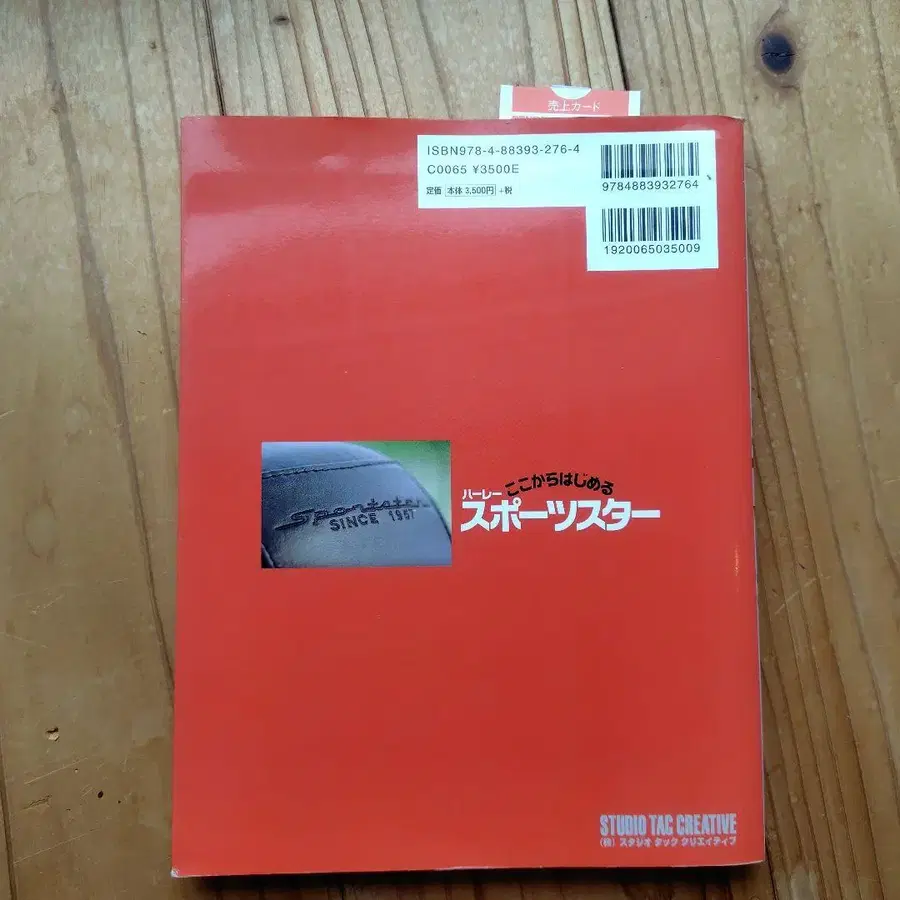 売上カード
ISBN978-4-88393-276-4
C0065 ¥3500E
定価 本体 3,500円 +税
9784883932764
1920065035009
Sportster
SINCE 1957
ここからはじめる
ハーレー
スポーツスター
STUDIO TAC CREATIVE
(株)スタジオ タック クリエイティブ